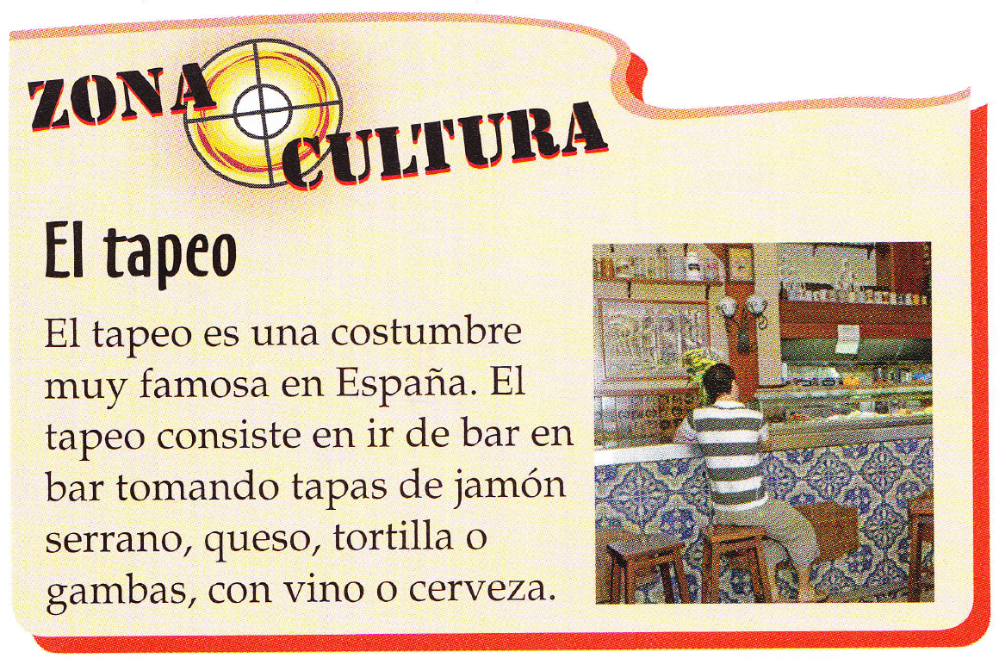 ZONA
CULTURA
El tapeo
El tapeo es una costumbre
muy famosa en España. El
tapeo consiste en ir de bar en
bar tomando tapas de jamón
serrano, queso, tortilla o
gambas, con vino o cerveza.